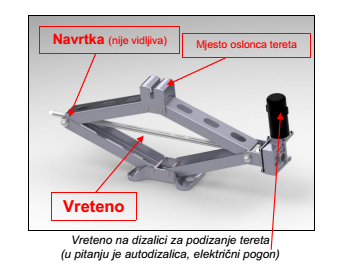 Navrtka (nije vidljiva)
Mjesto oslonca tereta
Vreteno
Vreteno na dizalici za podizanje tereta
(u pitanju je autodizalica, električni pogon)